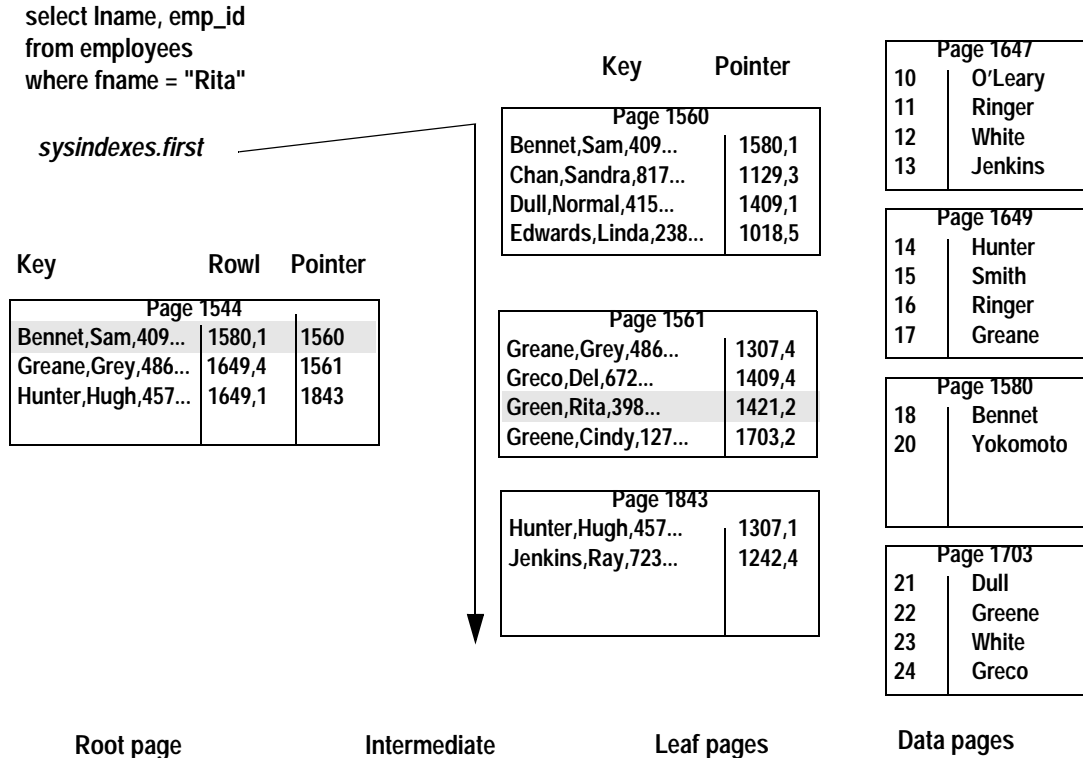 select lname, emp_id
from employees
where fname = "Rita"
sysindexes.first
Key RowI Pointer
Page 1544
Bennet,Sam,409... 1580,1 1560
Greane,Grey,486... 1649,4 1561
Hunter,Hugh,457... 1649,1 1843
Key Pointer
Page 1560
Bennet,Sam,409... 1580,1
Chan,Sandra,817... 1129,3
Dull,Normal,415... 1409,1
Edwards,Linda,238... 1018,5
Page 1561
Greane,Grey,486... 1307,4
Greco,Del,672... 1409,4
Green,Rita,398... 1421,2
Greene,Cindy,127... 1703,2
Page 1843
Hunter,Hugh,457... 1307,1
Jenkins,Ray,723... 1242,4
Page 1647
10 O'Leary
11 Ringer
12 White
13 Jenkins
Page 1649
14 Hunter
15 Smith
16 Ringer
17 Greane
Page 1580
18 Bennet
20 Yokomoto
Page 1703
21 Dull
22 Greene
23 White
24 Greco
Root page Intermediate Leaf pages Data pages